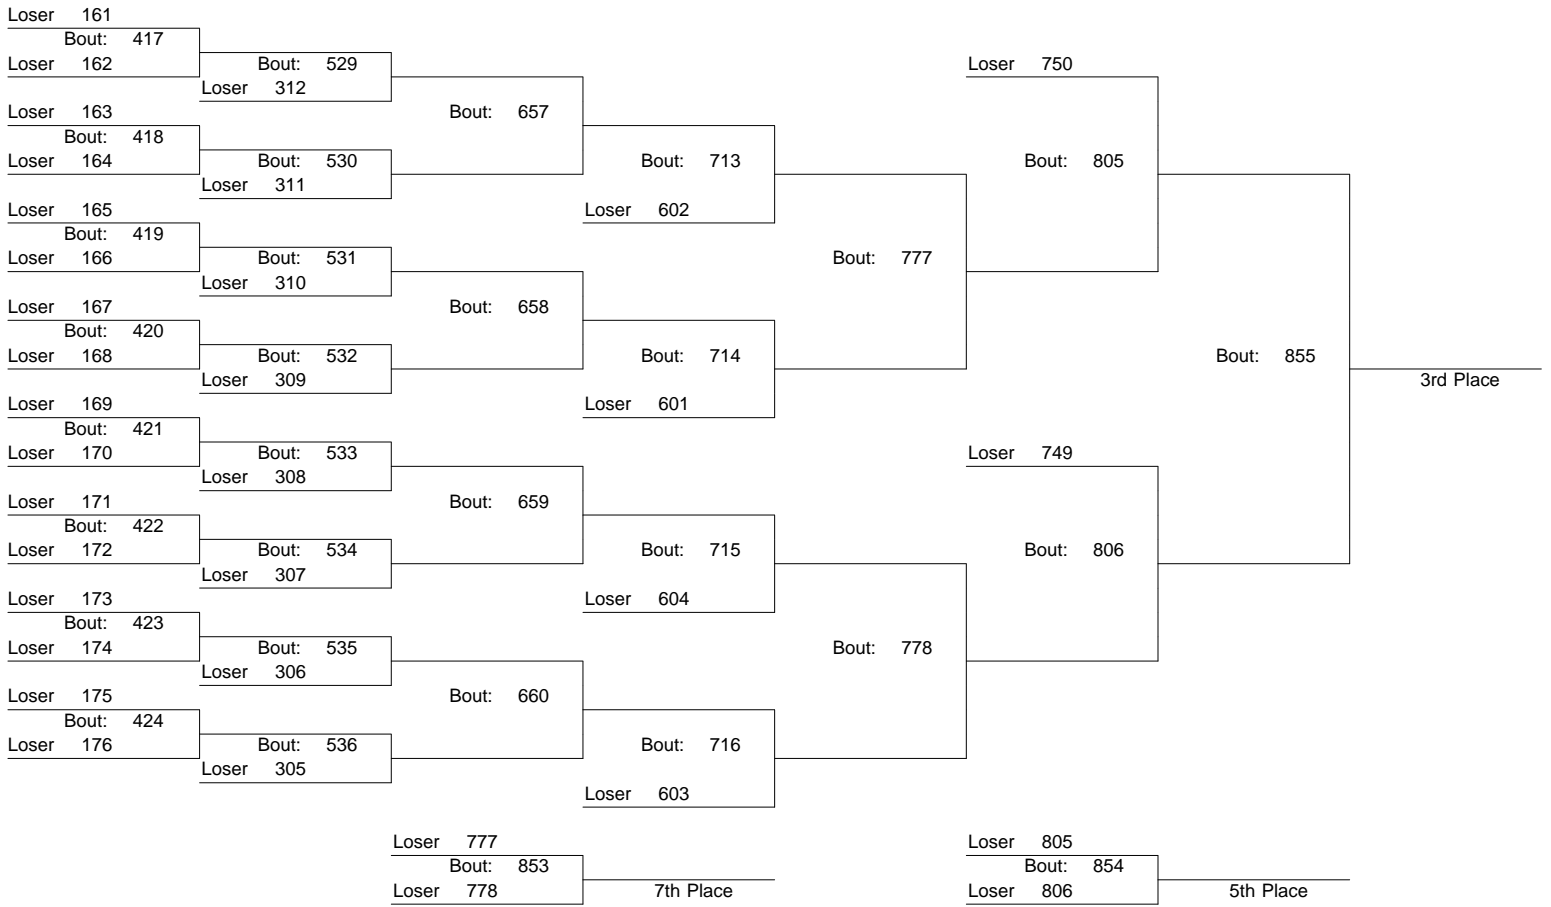 Loser 161
Bout: 417
Loser 162
Bout: 529
Loser 750
Loser 312
Loser 163
Bout: 657
Bout: 418
Loser 164
Bout: 530
Bout: 713
Bout: 805
Loser 311
Loser 165
Loser 602
Bout: 419
Loser 166
Bout: 531
Bout: 777
Loser 310
Loser 167
Bout: 658
Bout: 420
Loser 168
Bout: 532
Bout: 714
Bout: 855
Loser 309
3rd Place
Loser 169
Loser 601
Bout: 421
Loser 170
Bout: 533
Loser 749
Loser 308
Loser 171
Bout: 659
Bout: 422
Loser 172
Bout: 534
Bout: 715
Bout: 806
Loser 307
Loser 173
Loser 604
Bout: 423
Loser 174
Bout: 535
Bout: 778
Loser 306
Loser 175
Bout: 660
Bout: 424
Loser 176
Bout: 536
Bout: 716
Loser 305
Loser 603
Loser 777
Loser 805
Bout: 853
Bout: 854
Loser 778
7th Place
Loser 806
5th Place